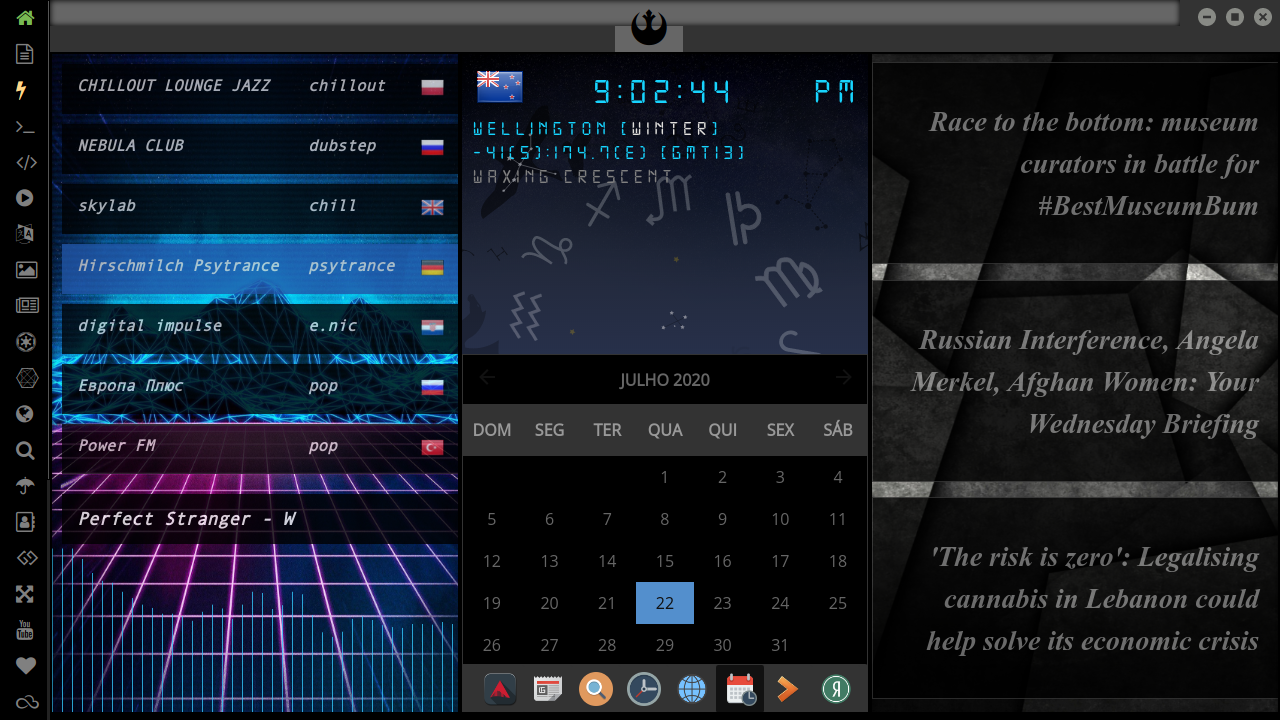 CHILLOUT LOUNGE JAZZ chillout
NEBULA CLUB dubstep
skylab chill
Hirschmilch Psytrance psytrance
digital impulse e.nic
Европа Плюс pop
Power FM pop
Perfect Stranger - W
9:02:44 PM
WELLINGTON [WINTER]
-41(S):174.7(E) [GMT13]
WAXING CRESCENT
JULHO 2020
DOM SEG TER QUA QUI SEX SÁB
1 2 3 4
5 6 7 8 9 10 11
12 13 14 15 16 17 18
19 20 21 22 23 24 25
26 27 28 29 30 31
Race to the bottom: museum
curators in battle for
#BestMuseumBum
Russian Interference, Angela
Merkel, Afghan Women: Your
Wednesday Briefing
'The risk is zero': Legalising
cannabis in Lebanon could
help solve its economic crisis
You
Tube
Я